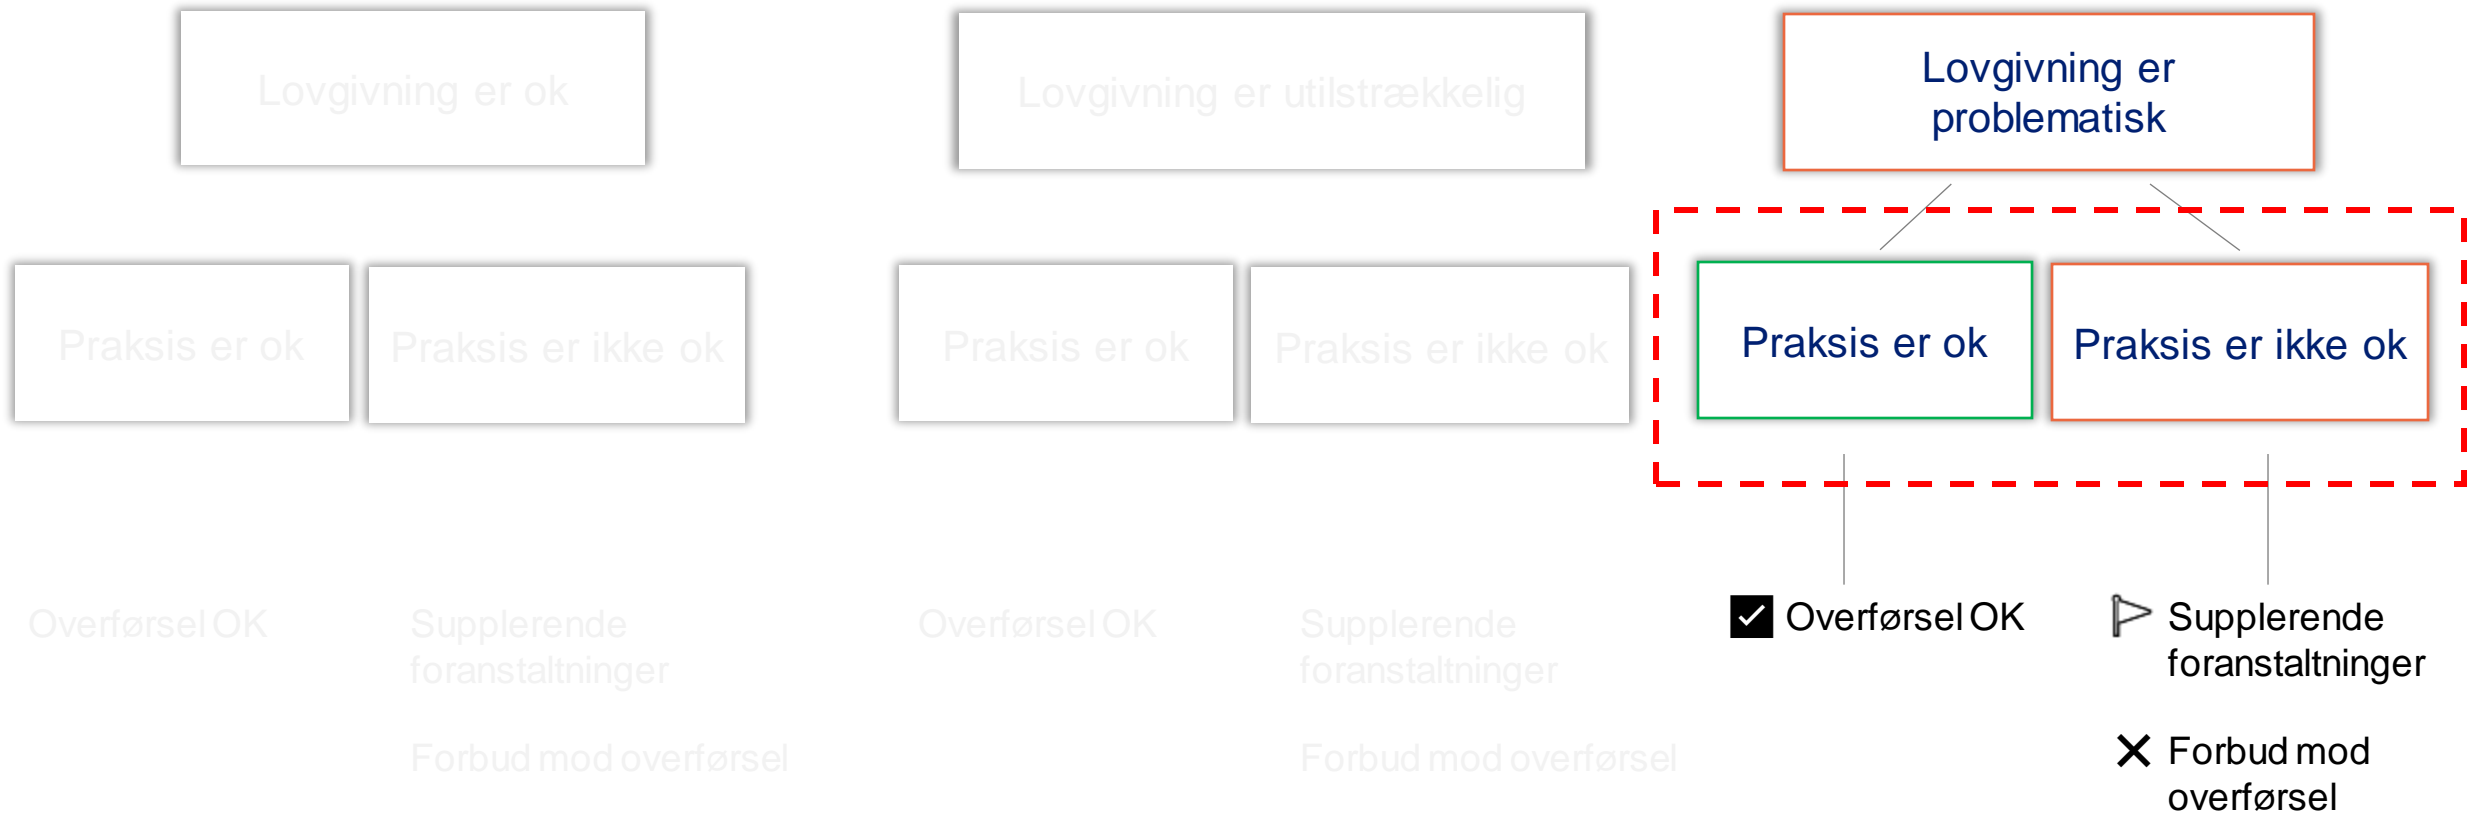 Lovgivning er ok
Lovgivning er utilstrækkelig
Lovgivning er
problematisk
Praksis er ok
Praksis er ikke ok
Praksis er ok
Praksis er ikke ok
Praksis er ok
Praksis er ikke ok
Overførsel OK
Supplerende
foranstaltninger
Forbud mod overførsel
Overførsel OK
Supplerende
foranstaltninger
Forbud mod overførsel
Overførsel OK
Supplerende
foranstaltninger
Forbud mod
overførsel